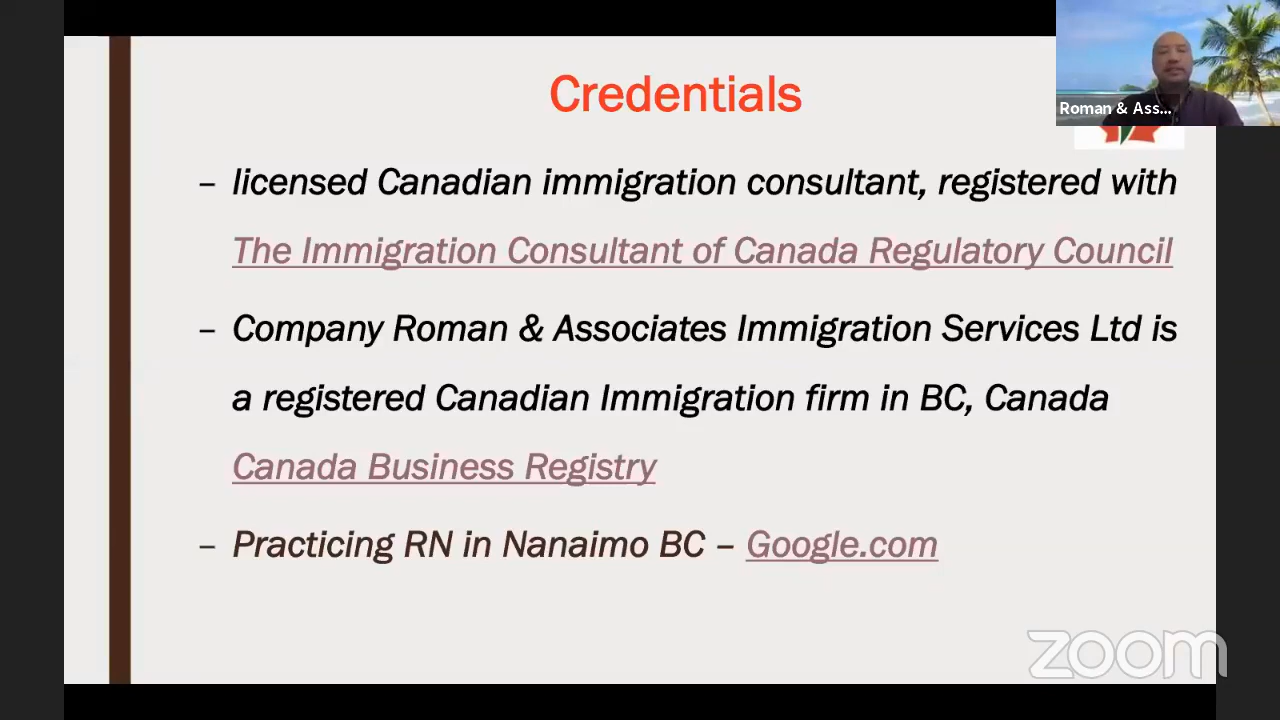 Credentials
Roman & Ass...
– licensed Canadian immigration consultant, registered with
The Immigration Consultant of Canada Regulatory Council
– Company Roman & Associates Immigration Services Ltd is
a registered Canadian Immigration firm in BC, Canada
Canada Business Registry
– Practicing RN in Nanaimo BC – Google.com
zoom